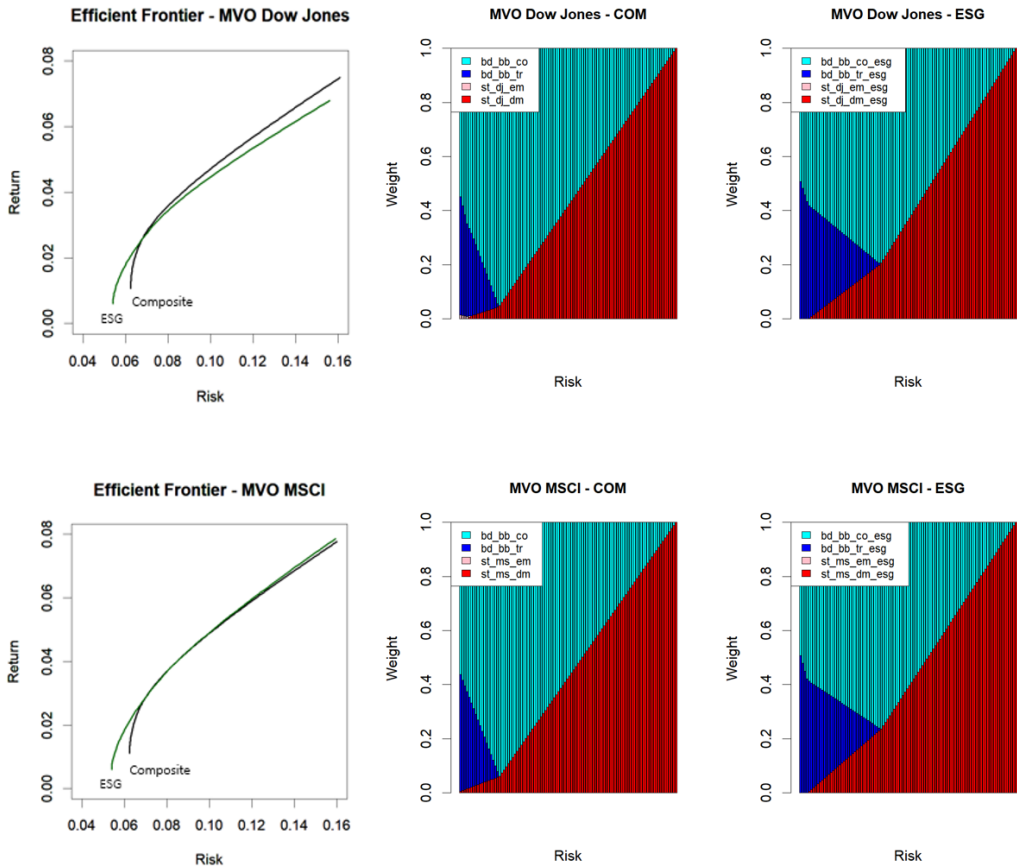 Efficient Frontier - MVO Dow Jones
Return
0.00
0.02
0.04
0.06
0.08
Composite
ESG
0.04 0.06 0.08 0.10 0.12 0.14 0.16
Risk
MVO Dow Jones - COM
Weight
0.0
0.2
0.4
0.6
0.8
1.0
bd_bb_co
bd_bb_tr
st_dj_em
st_dj_dm
Risk
MVO Dow Jones - ESG
Weight
0.0
0.2
0.4
0.6
0.8
1.0
bd_bb_co_esg
bd_bb_tr_esg
st_dj_em_esg
st_dj_dm_esg
Risk
Efficient Frontier - MVO MSCI
Return
0.00
0.02
0.04
0.06
0.08
Composite
ESG
0.04 0.06 0.08 0.10 0.12 0.14 0.16
Risk
MVO MSCI - COM
Weight
0.0
0.2
0.4
0.6
0.8
1.0
bd_bb_co
bd_bb_tr
st_ms_em
st_ms_dm
Risk
MVO MSCI - ESG
Weight
0.0
0.2
0.4
0.6
0.8
1.0
bd_bb_co_esg
bd_bb_tr_esg
st_ms_em_esg
st_ms_dm_esg
Risk